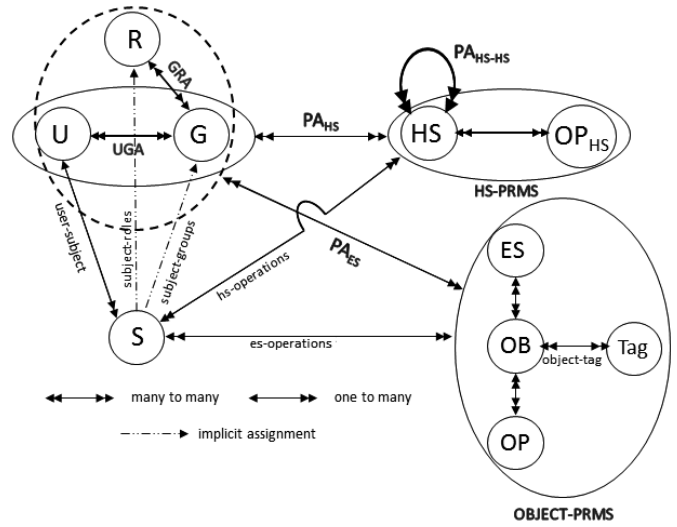 R
GRA
U
UGA
G
PA_HS
PA_HS-HS
HS
OP_HS
HS-PRMS
user-subject
subject-roles
subject-groups
hs-operations
PA_ES
S
es-operations
ES
OB
object-tag
Tag
OP
many to many
one to many
implicit assignment
OBJECT-PRMS